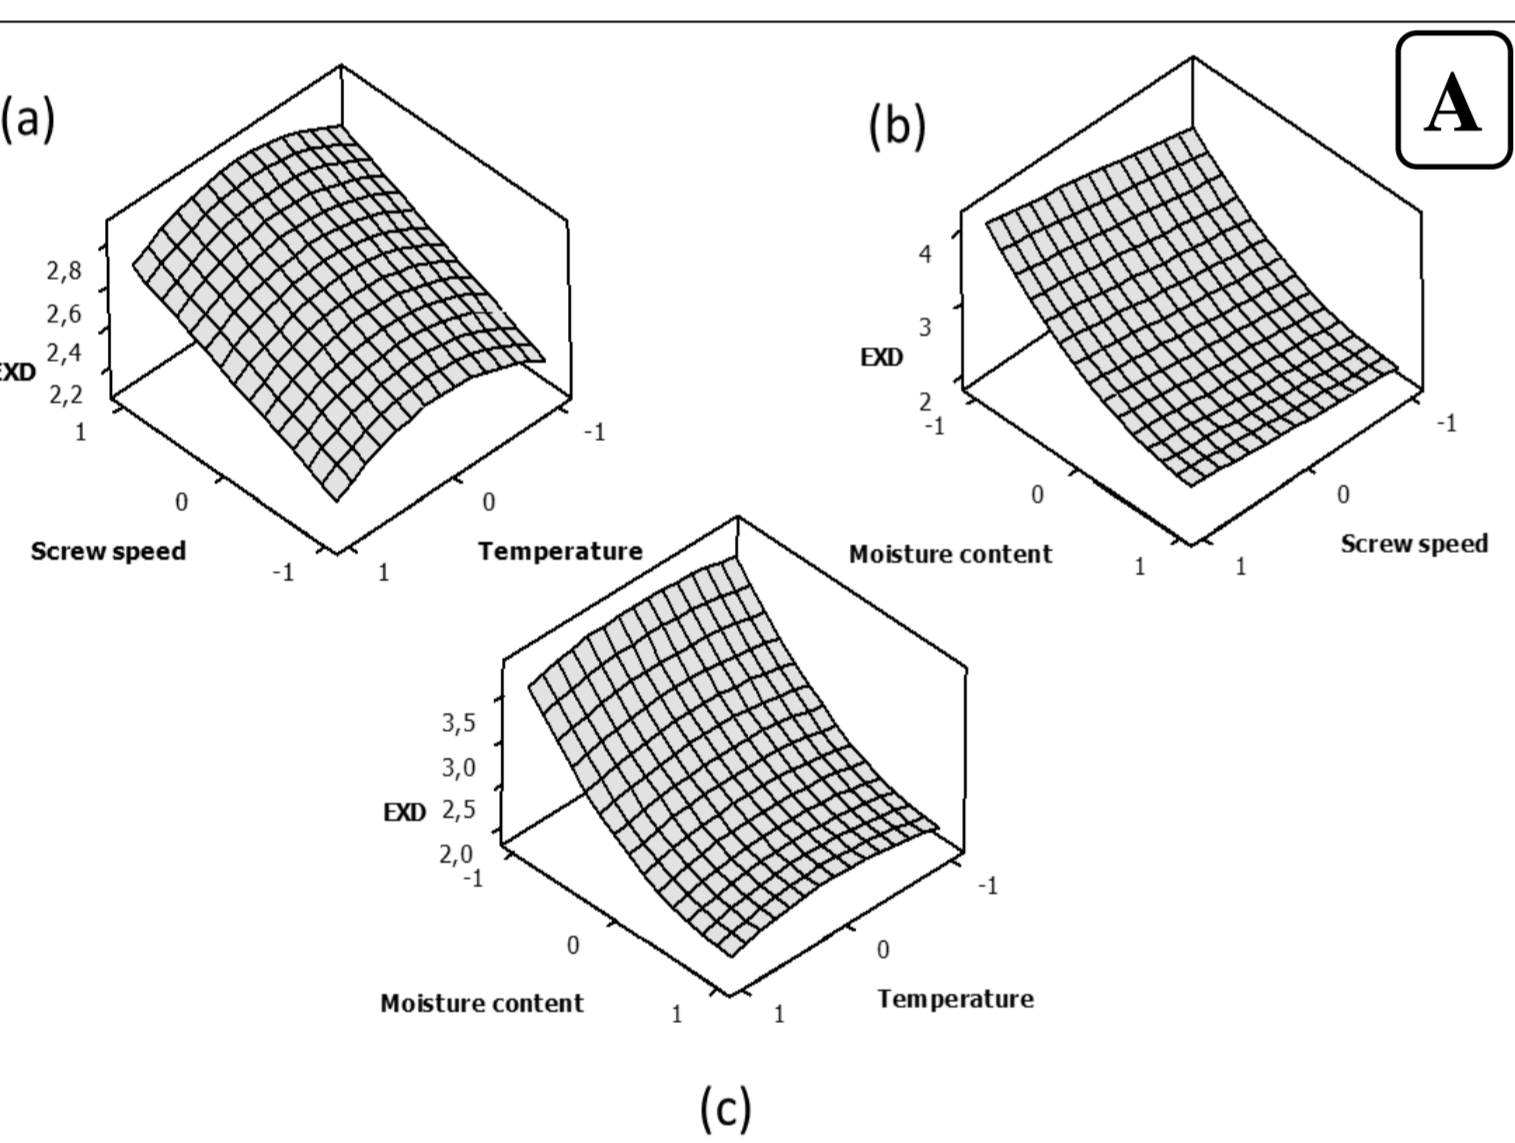 (a)
(b)
A
2,8
2,6
2,4
EXD
2,2
1
0
-1
Screw speed
1
0
-1
Temperature
4
3
EXD
2
-1
0
1
Moisture content
1
0
-1
Screw speed
3,5
3,0
EXD 2,5
2,0
-1
0
1
Moisture content
1
0
-1
Temperature
(c)